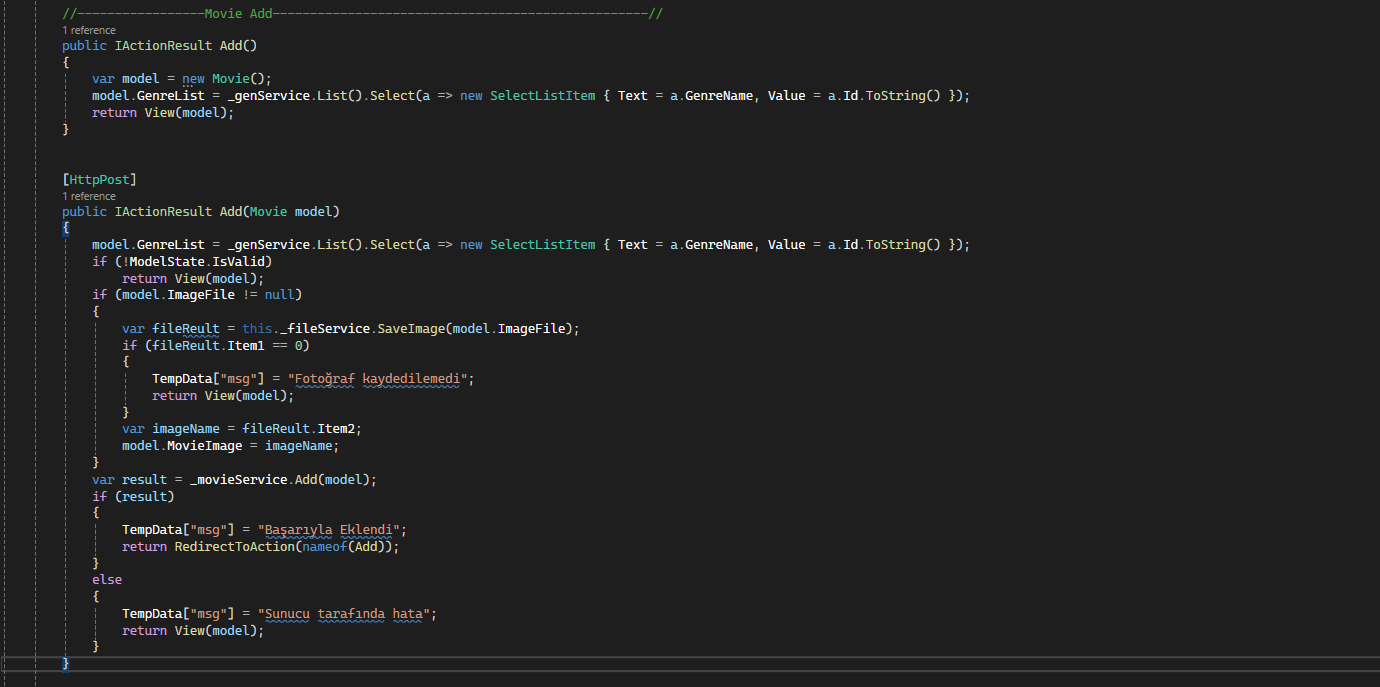 //-----------------Movie Add--------------------------------------------------//
1 reference
public IActionResult Add()
{
var model = new Movie();
model.GenreList = _genService.List().Select(a => new SelectListItem { Text = a.GenreName, Value = a.Id.ToString() });
return View(model);
}
[HttpPost]
1 reference
public IActionResult Add(Movie model)
{
model.GenreList = _genService.List().Select(a => new SelectListItem { Text = a.GenreName, Value = a.Id.ToString() });
if (!ModelState.IsValid)
return View(model);
if (model.ImageFile != null)
{
var fileReult = this._fileService.SaveImage(model.ImageFile);
if (fileReult.Item1 == 0)
{
TempData["msg"] = "Fotoğraf kaydedilemedi";
return View(model);
}
var imageName = fileReult.Item2;
model.MovieImage = imageName;
}
var result = _movieService.Add(model);
if (result)
{
TempData["msg"] = "Başarıyla Eklendi";
return RedirectToAction(nameof(Add));
}
else
{
TempData["msg"] = "Sunucu tarafında hata";
return View(model);
}
}